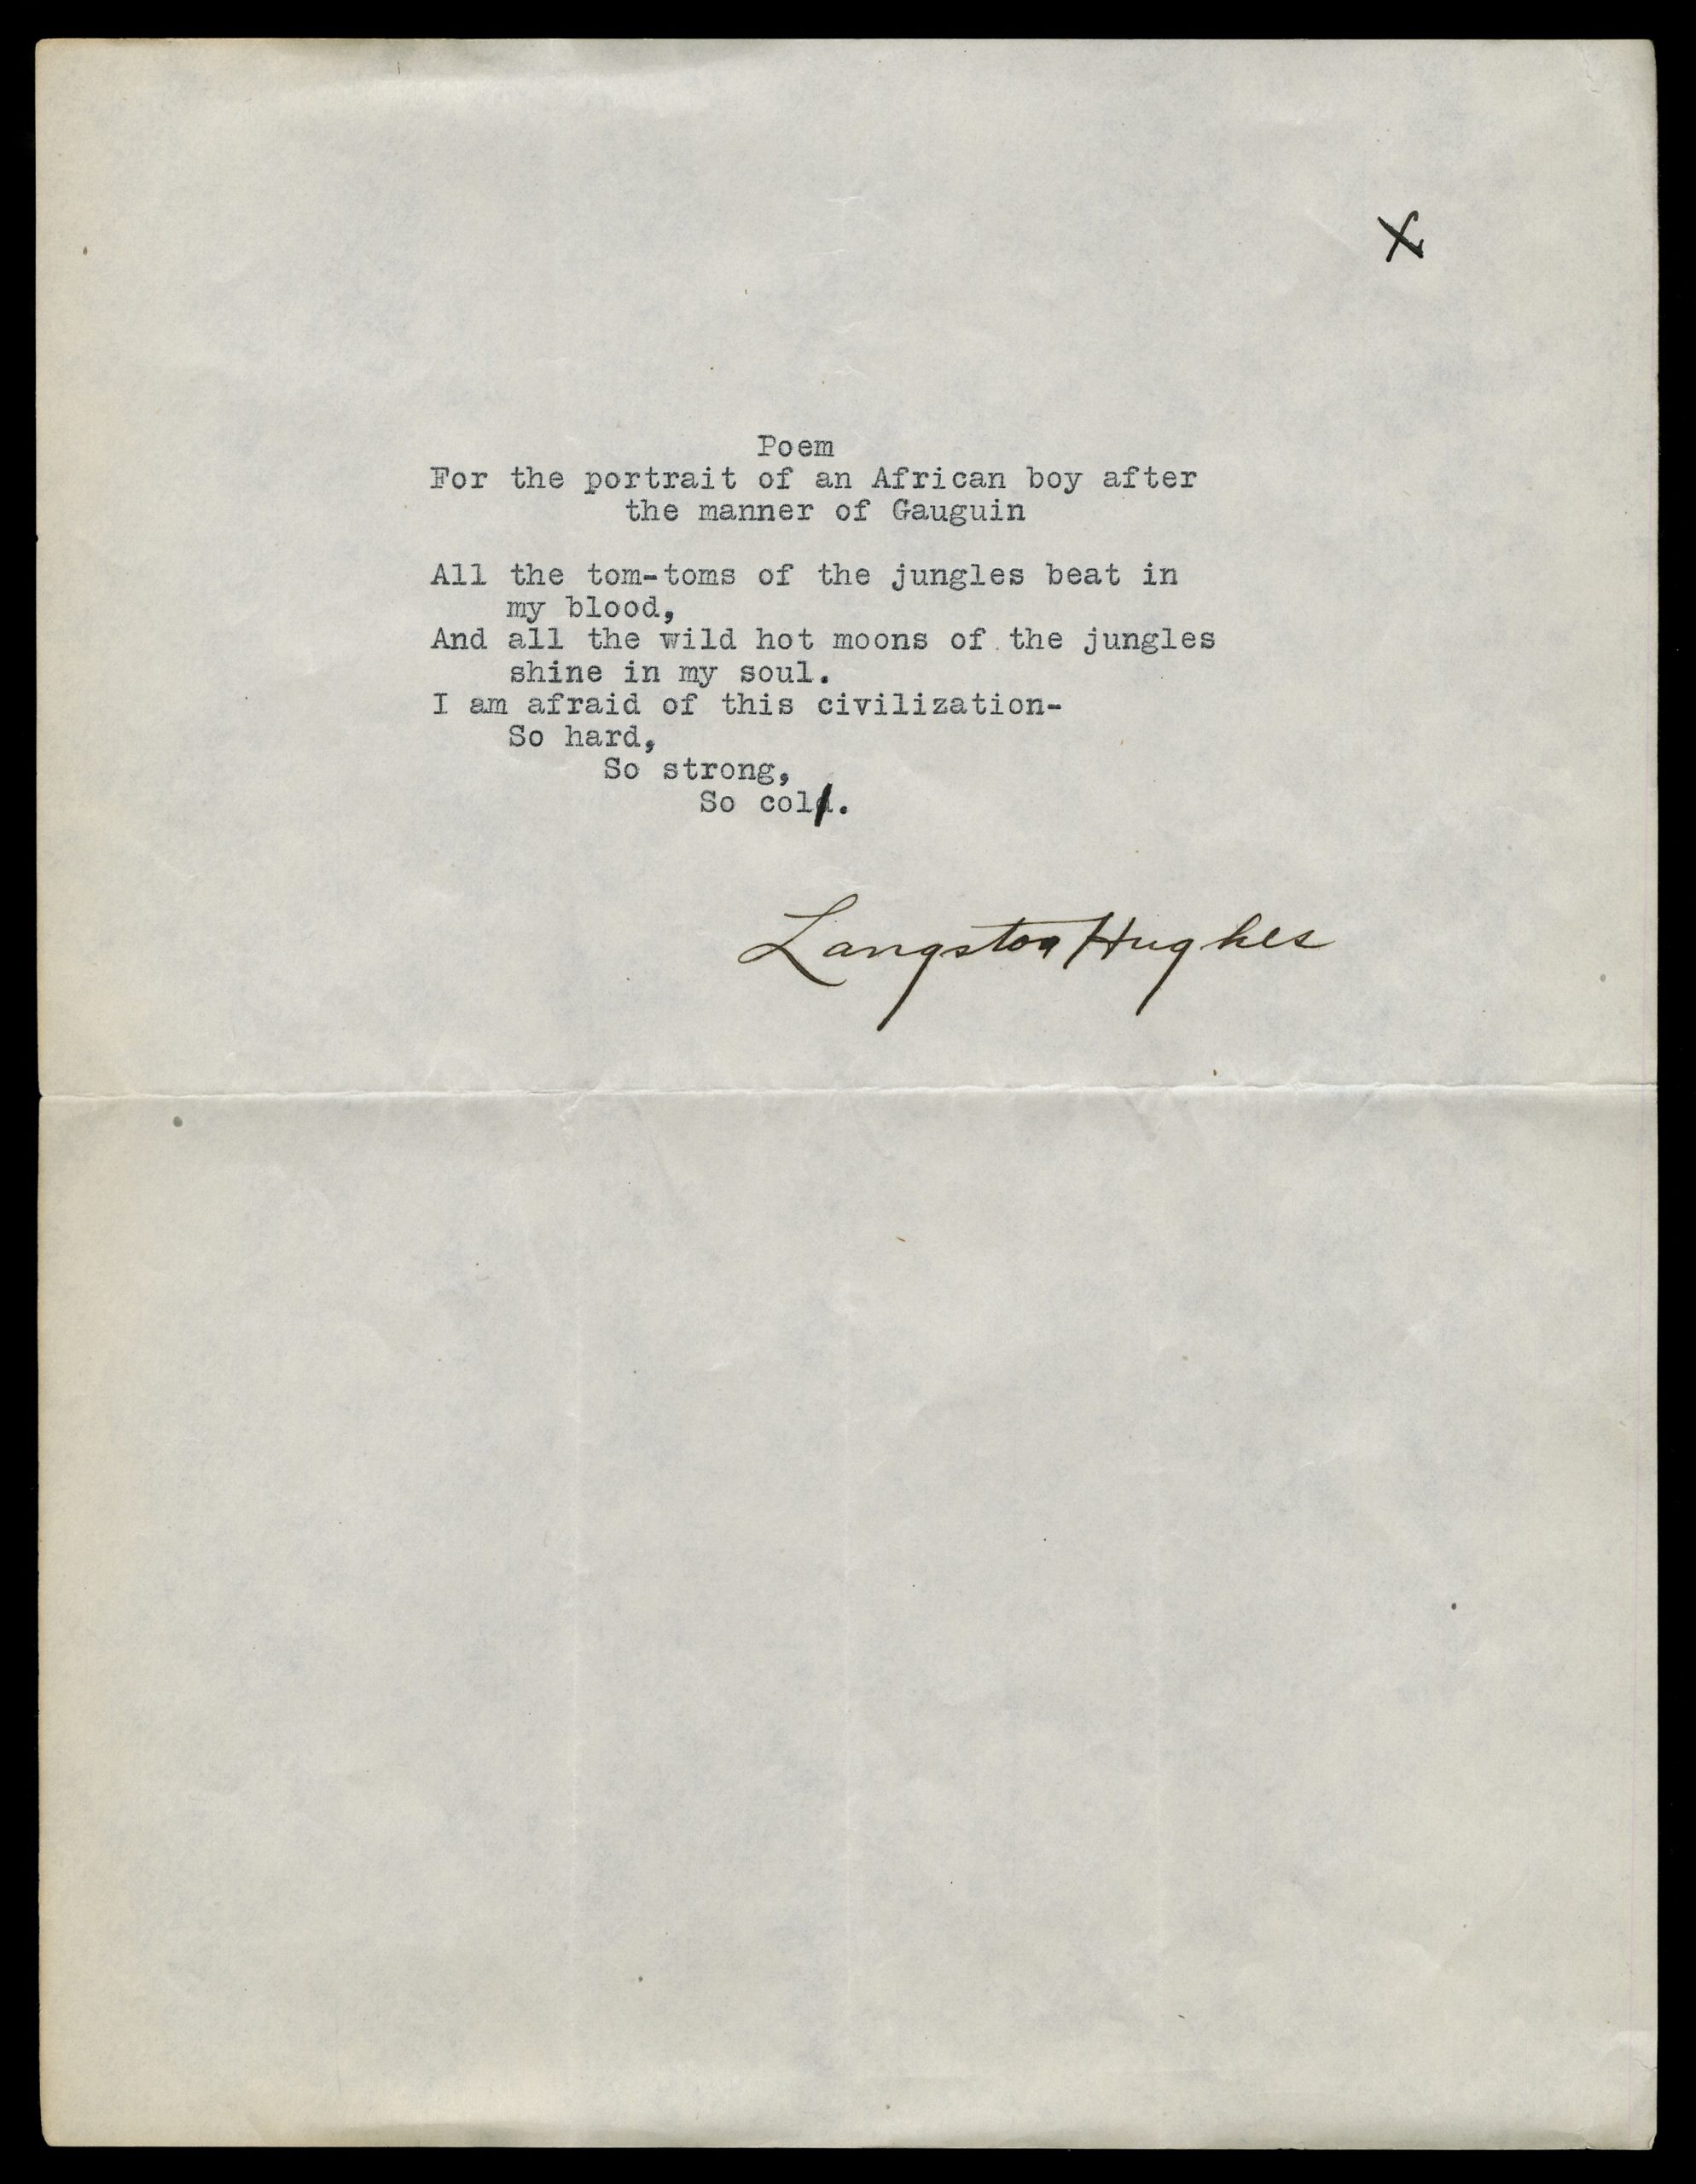 X
Poem
For the portrait of an African boy after
the manner of Gauguin
All the tom-toms of the jungles beat in
my blood,
And all the wild hot moons of the jungles
shine in my soul.
I am afraid of this civilization-
So hard,
So strong,
So cold.
Langston Hughes